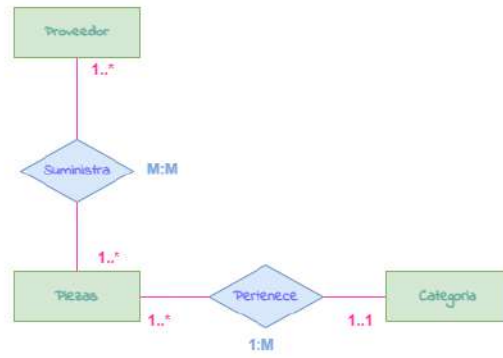 Proveedor
1..*
Suministra
M:M
1..*
Piezas
1..*
Pertenece
1:M
1..1
Categoria